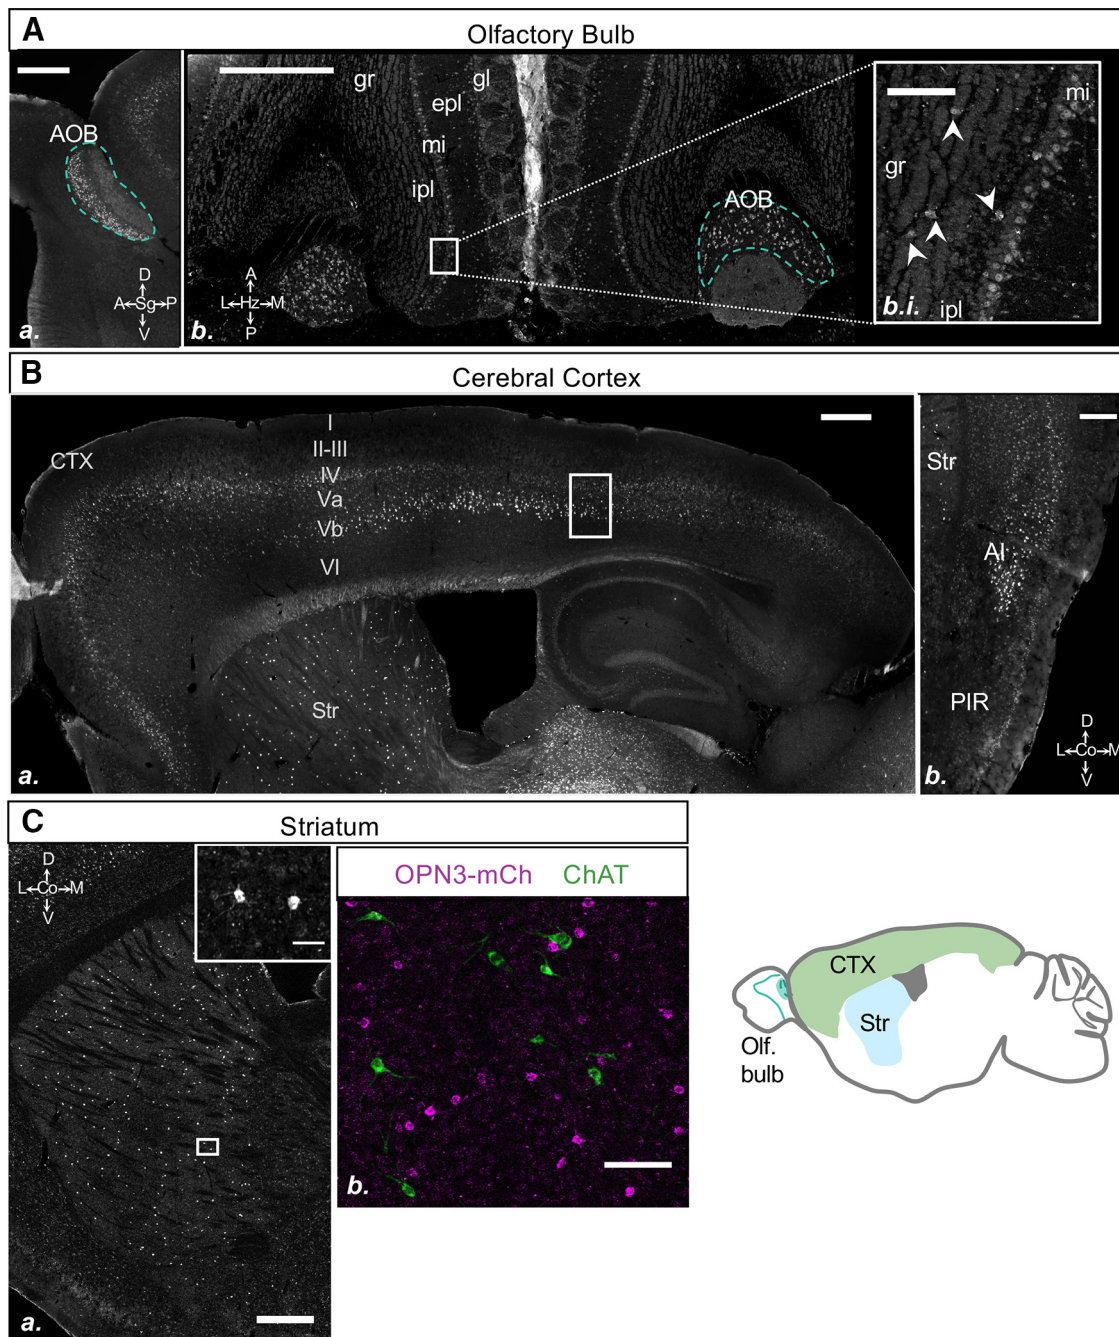 A
Olfactory Bulb
AOB
D
A Sg P
V
a.
gr
gl
epl
mi
ipl
AOB
A
L Hz M
P
b.
mi
gr
ipl
b.i.
B
Cerebral Cortex
CTX
I
II-III
IV
Va
Vb
VI
Str
a.
Str
AI
PIR
D
L Co M
V
b.
C
Striatum
D
L Co M
V
a.
OPN3-mCh ChAT
b.
CTX
Str
Olf.
bulb